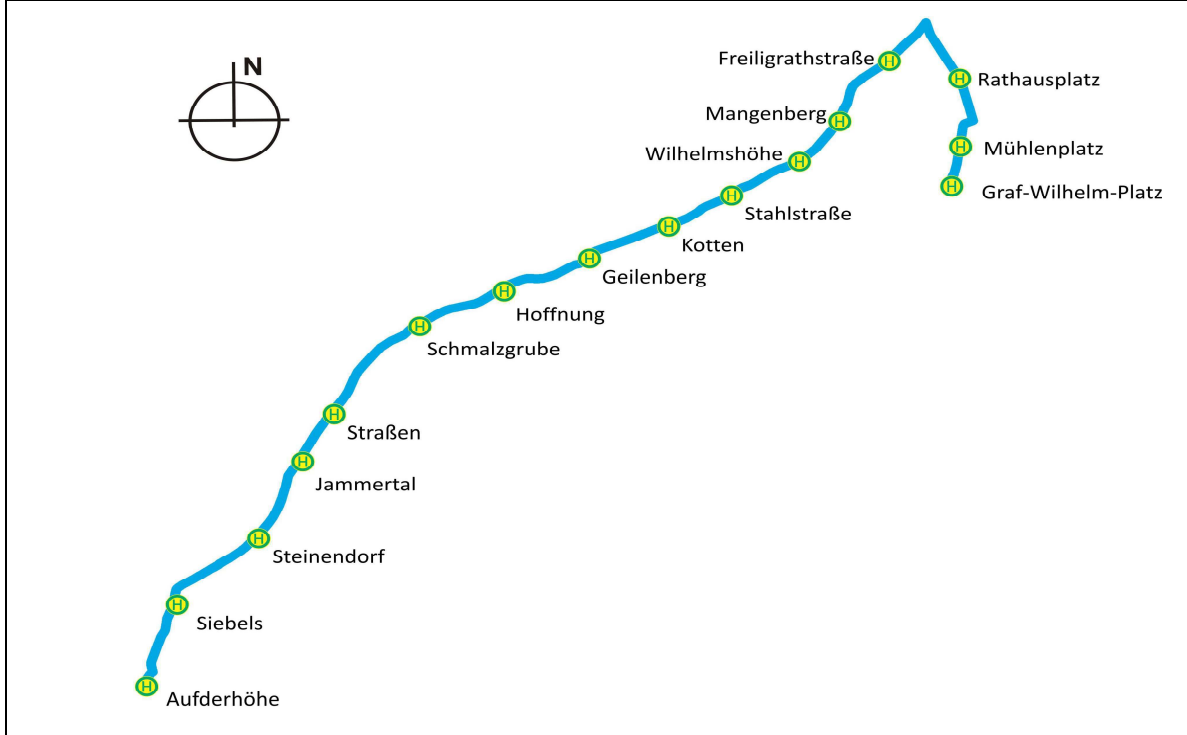 N
Freiligrathstraße
H
H
Rathausplatz
Mangenberg
H
Wilhelmshöhe
H
H
Mühlenplatz
H
Graf-Wilhelm-Platz
H
Stahlstraße
H
Kotten
H
Geilenberg
H
Hoffnung
H
Schmalzgrube
H
Straßen
H
Jammertal
H
Steinendorf
H
Siebels
H
Aufderhöhe